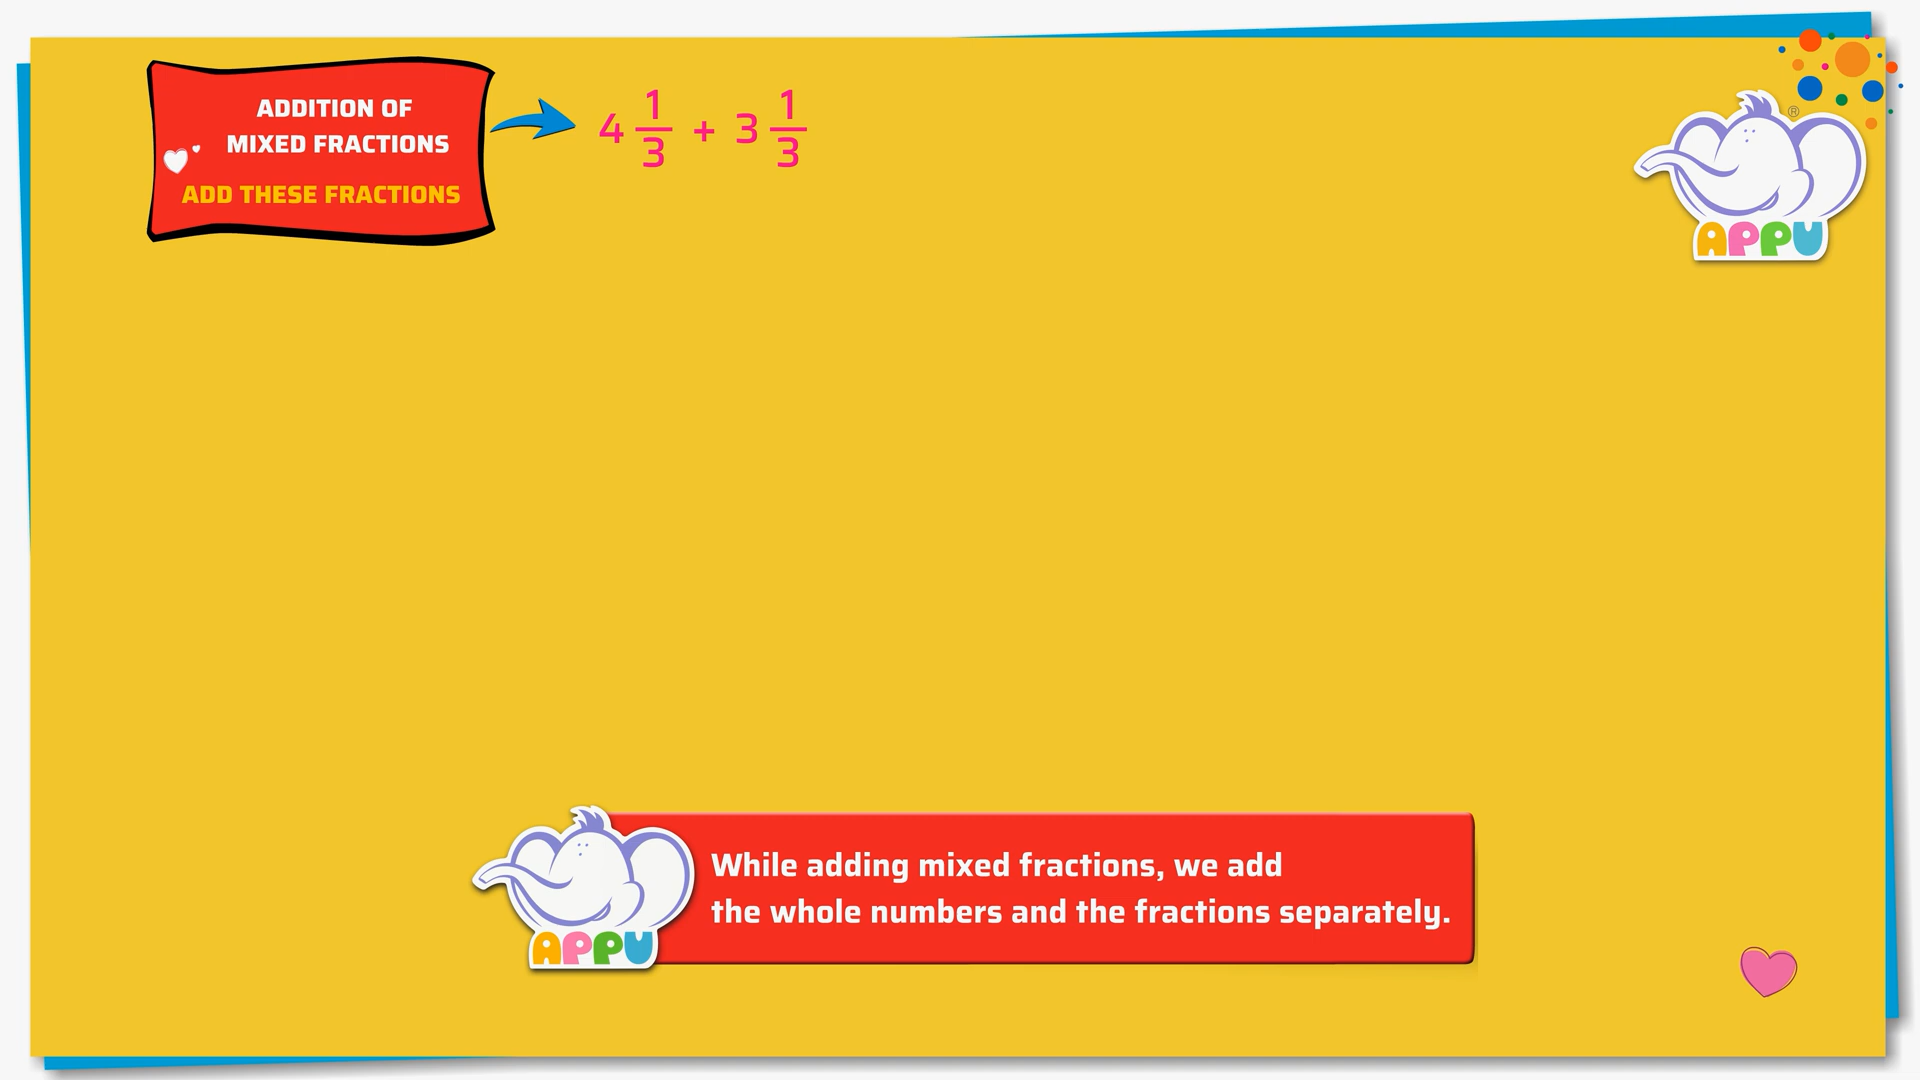 ADDITION OF
MIXED FRACTIONS
ADD THESE FRACTIONS
4 1/3 + 3 1/3
®
APPU
While adding mixed fractions, we add
the whole numbers and the fractions separately.
APPU